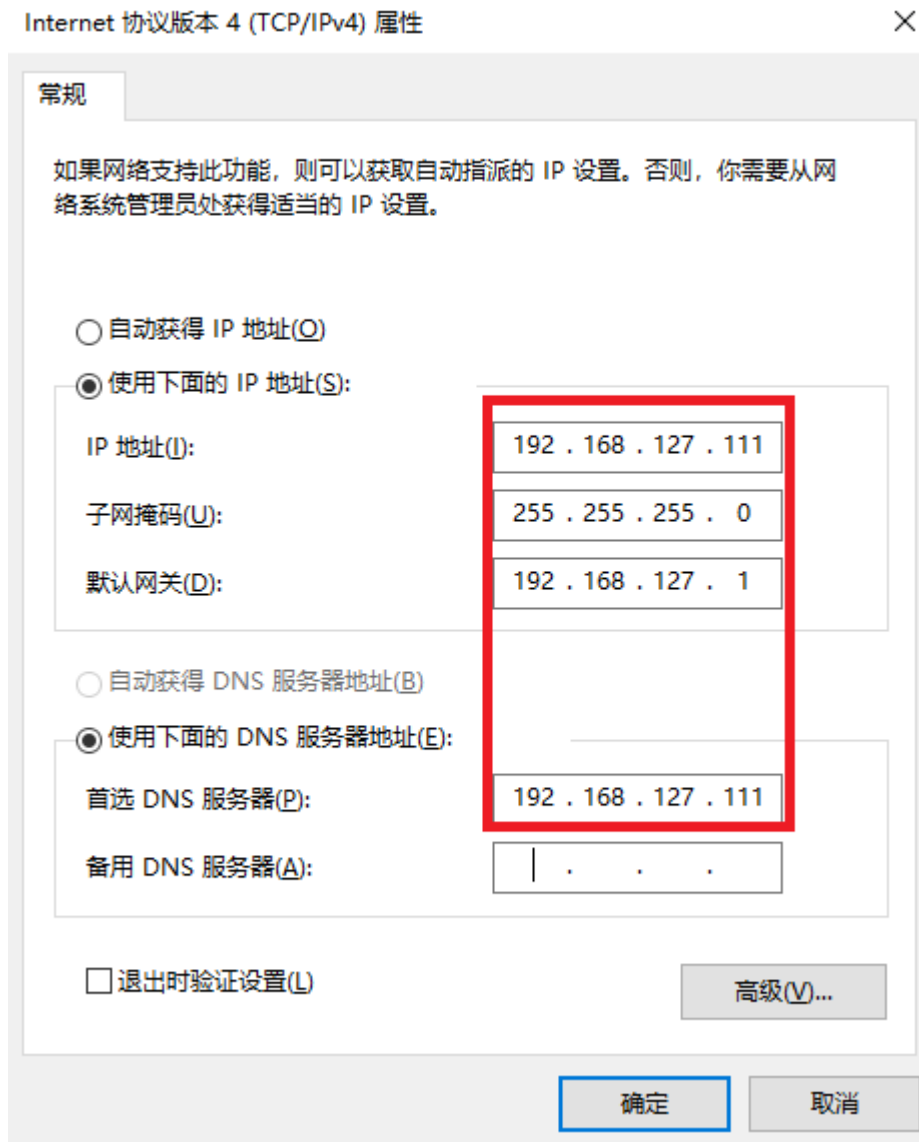 Internet 协议版本 4 (TCP/IPv4) 属性
常规
如果网络支持此功能，则可以获取自动指派的 IP 设置。否则，你需要从网
络系统管理员处获得适当的 IP 设置。
自动获得 IP 地址(O)
使用下面的 IP 地址(S):
IP 地址(I): 192 . 168 . 127 . 111
子网掩码(U): 255 . 255 . 255 . 0
默认网关(D): 192 . 168 . 127 . 1
自动获得 DNS 服务器地址(B)
使用下面的 DNS 服务器地址(E):
首选 DNS 服务器(P): 192 . 168 . 127 . 111
备用 DNS 服务器(A): . . .
退出时验证设置(L)
高级(V)...
确定 取消